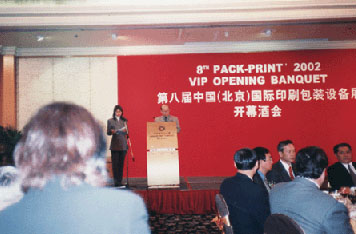 8TH PACK-PRINT 2002
VIP OPENING BANQUET
第八届中国(北京)国际印刷包装设备展
开幕酒会